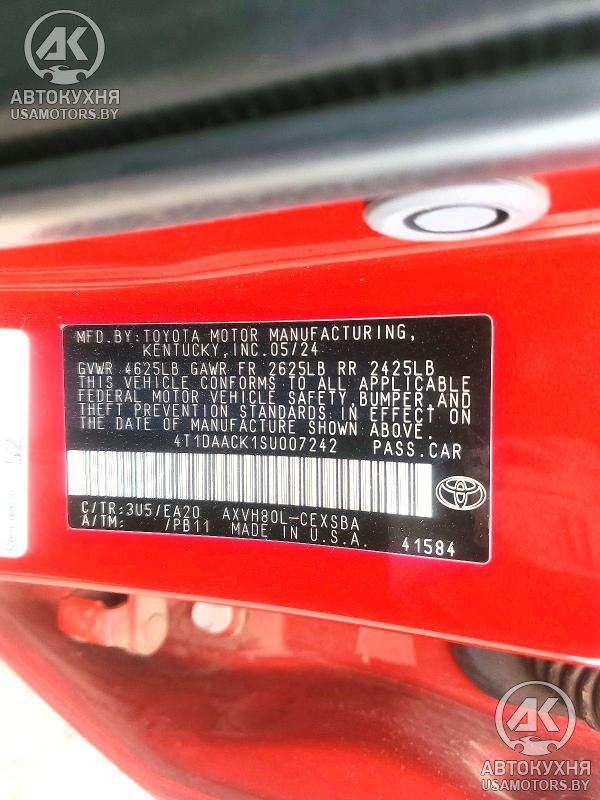 AK
АВТОКУХНЯ
USAMOTORS.BY
MFD.BY:TOYOTA MOTOR MANUFACTURING,
KENTUCKY, INC.05/24
GVWR 4625LB GAWR FR 2625LB RR 2425LB
THIS VEHICLE CONFORMS TO ALL APPLICABLE
FEDERAL MOTOR VEHICLE SAFETY,BUMPER,AND
THEFT PREVENTION STANDARDS IN EFFECT ON
THE DATE OF MANUFACTURE SHOWN ABOVE.
4T1DAACK1SU007242 PASS.CAR
C/TR:3U5/EA20 AXVH80L-CEXSBA
A/TM: /PB11 MADE IN U.S.A.
41584
52
AK
АВТОКУХНЯ
USAMOTORS.BY